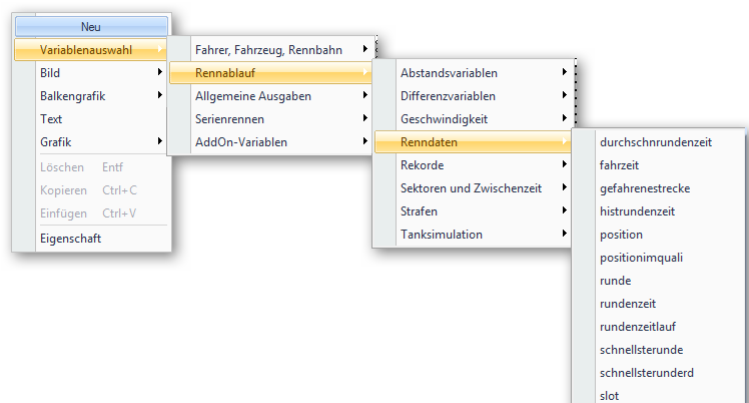 Neu
Variablenauswahl
Bild
Balkengrafik
Text
Grafik
Löschen Entf
Kopieren Ctrl+C
Einfügen Ctrl+V
Eigenschaft
Fahrer, Fahrzeug, Rennbahn
Rennablauf
Allgemeine Ausgaben
Serienrennen
AddOn-Variablen
Abstandsvariablen
Differenzvariablen
Geschwindigkeit
Renndaten
Rekorde
Sektoren und Zwischenzeit
Strafen
Tanksimulation
durchschnrundenzeit
fahrzeit
gefahrenestrecke
histrundenzeit
position
positionimquali
runde
rundenzeit
rundenzeitlauf
schnellsterunde
schnellsterunderd
slot